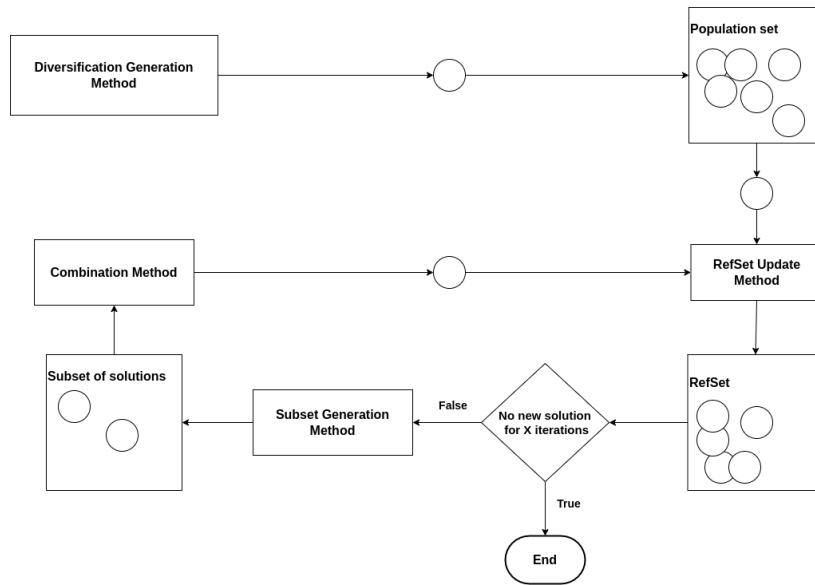 Population set
Diversification Generation
Method
Combination Method
RefSet Update
Method
Subset of solutions
RefSet
Subset Generation
Method
False
No new solution
for X iterations
True
End